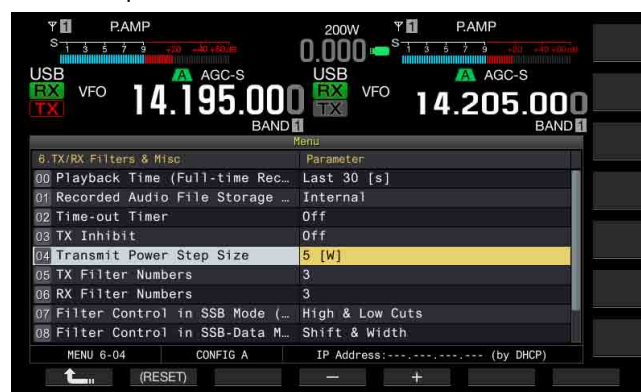 1 P.AMP 200W 1 P.AMP
S 1 3 5 7 9 +20 +40 +60dB 0.000 S 1 3 5 7 9 +20 +40 +60dB
USB A AGC-S USB A AGC-S
RX VFO 14.195.000 RX VFO 14.205.000
TX TX
BAND 1 BAND 1
Menu
6.TX/RX Filters & Misc Parameter
00 Playback Time (Full-time Rec… Last 30 [s]
01 Recorded Audio File Storage … Internal
02 Time-out Timer Off
03 TX Inhibit Off
04 Transmit Power Step Size 5 [W]
05 TX Filter Numbers 3
06 RX Filter Numbers 3
07 Filter Control in SSB Mode (… High & Low Cuts
08 Filter Control in SSB-Data M… Shift & Width
MENU 6-04 CONFIG A IP Address:---.---.---.--- (by DHCP)
(RESET) − +